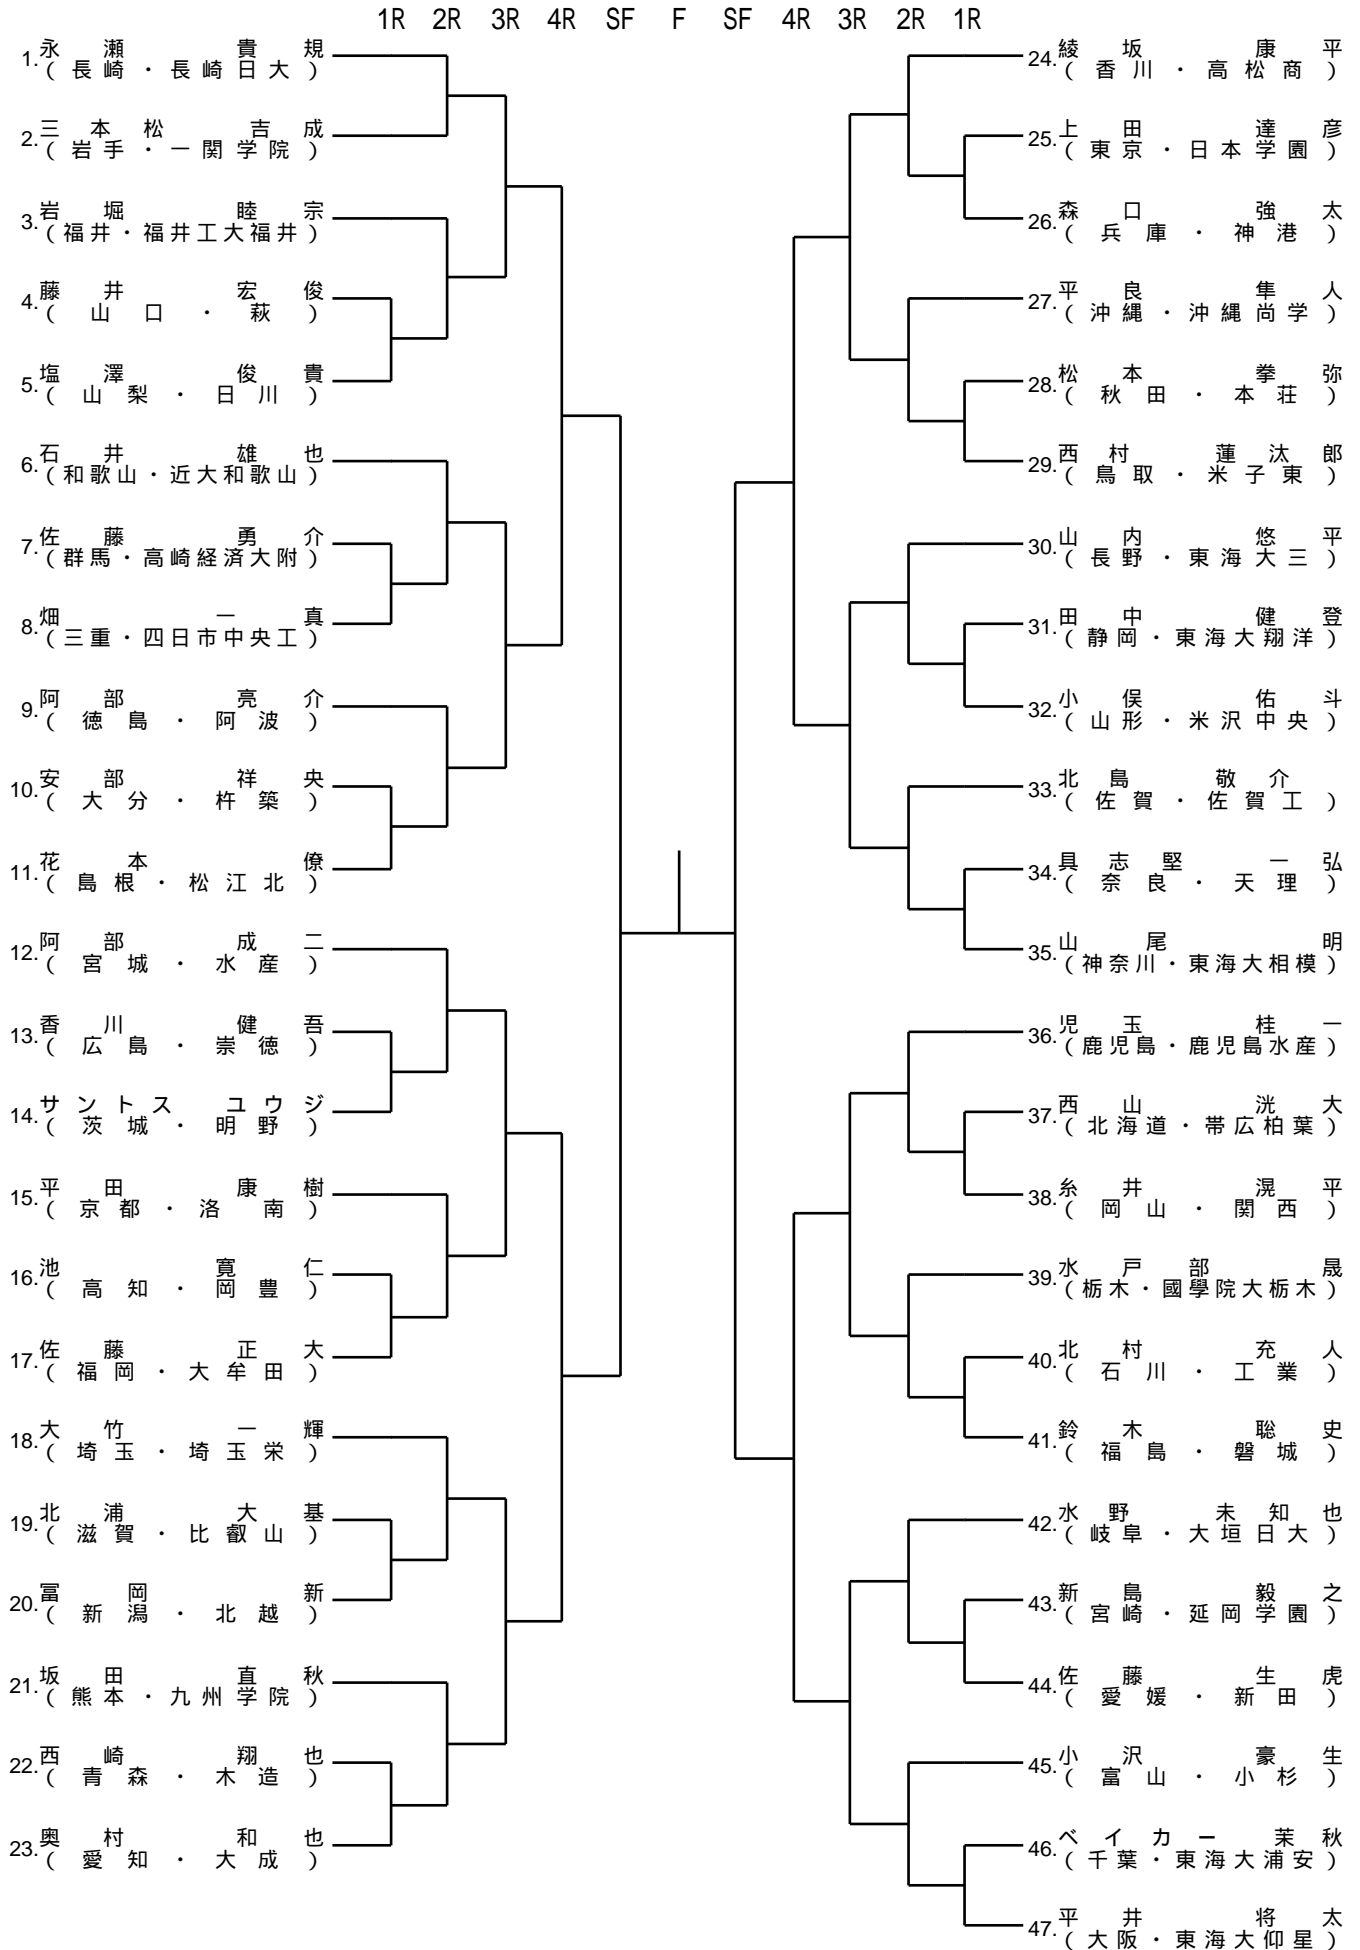 1R 2R 3R 4R SF F SF 4R 3R 2R 1R
1. 永瀬 貴規
(長崎・長崎日大)
2. 三本松 吉成
(岩手・一関学院)
3. 岩堀 睦宗
(福井・福井工大福井)
4. 藤井 宏俊
(山口・萩)
5. 塩澤 俊貴
(山梨・日川)
6. 石井 雄也
(和歌山・近大和歌山)
7. 佐藤 勇介
(群馬・高崎経済大附)
8. 畑 一真
(三重・四日市中央工)
9. 阿部 亮介
(徳島・阿波)
10. 安部 祥央
(大分・杵築)
11. 花本 僚
(島根・松江北)
12. 阿部 成二
(宮城・水産)
13. 香川 健吾
(広島・崇徳)
14. サントス ユウジ
(茨城・明野)
15. 平田 康樹
(京都・洛南)
16. 池 寛仁
(高知・岡豊)
17. 佐藤 正大
(福岡・大牟田)
18. 大竹 一輝
(埼玉・埼玉栄)
19. 北浦 大基
(滋賀・比叡山)
20. 冨岡 新
(新潟・北越)
21. 坂田 直秋
(熊本・九州学院)
22. 西崎 翔也
(青森・木造)
23. 奥村 和也
(愛知・大成)
24. 綾坂 康平
(香川・高松商)
25. 上田 達彦
(東京・日本学園)
26. 森口 強太
(兵庫・神港)
27. 平良 隼人
(沖縄・沖縄尚学)
28. 松本 拳弥
(秋田・本荘)
29. 西村 蓮汰郎
(鳥取・米子東)
30. 山内 悠平
(長野・東海大三)
31. 田中 健登
(静岡・東海大翔洋)
32. 小俣 佑斗
(山形・米沢中央)
33. 北島 敬介
(佐賀・佐賀工)
34. 具志堅 一弘
(奈良・天理)
35. 山尾 明
(神奈川・東海大相模)
36. 児玉 桂一
(鹿児島・鹿児島水産)
37. 西山 洸大
(北海道・帯広柏葉)
38. 糸井 滉平
(岡山・関西)
39. 水戸部 晟
(栃木・國學院大栃木)
40. 北村 充人
(石川・工業)
41. 鈴木 聡史
(福島・磐城)
42. 水野 未知也
(岐阜・大垣日大)
43. 新島 毅之
(宮崎・延岡学園)
44. 佐藤 生虎
(愛媛・新田)
45. 小沢 豪生
(富山・小杉)
46. ベイカー 茉秋
(千葉・東海大浦安)
47. 平井 将太
(大阪・東海大仰星)